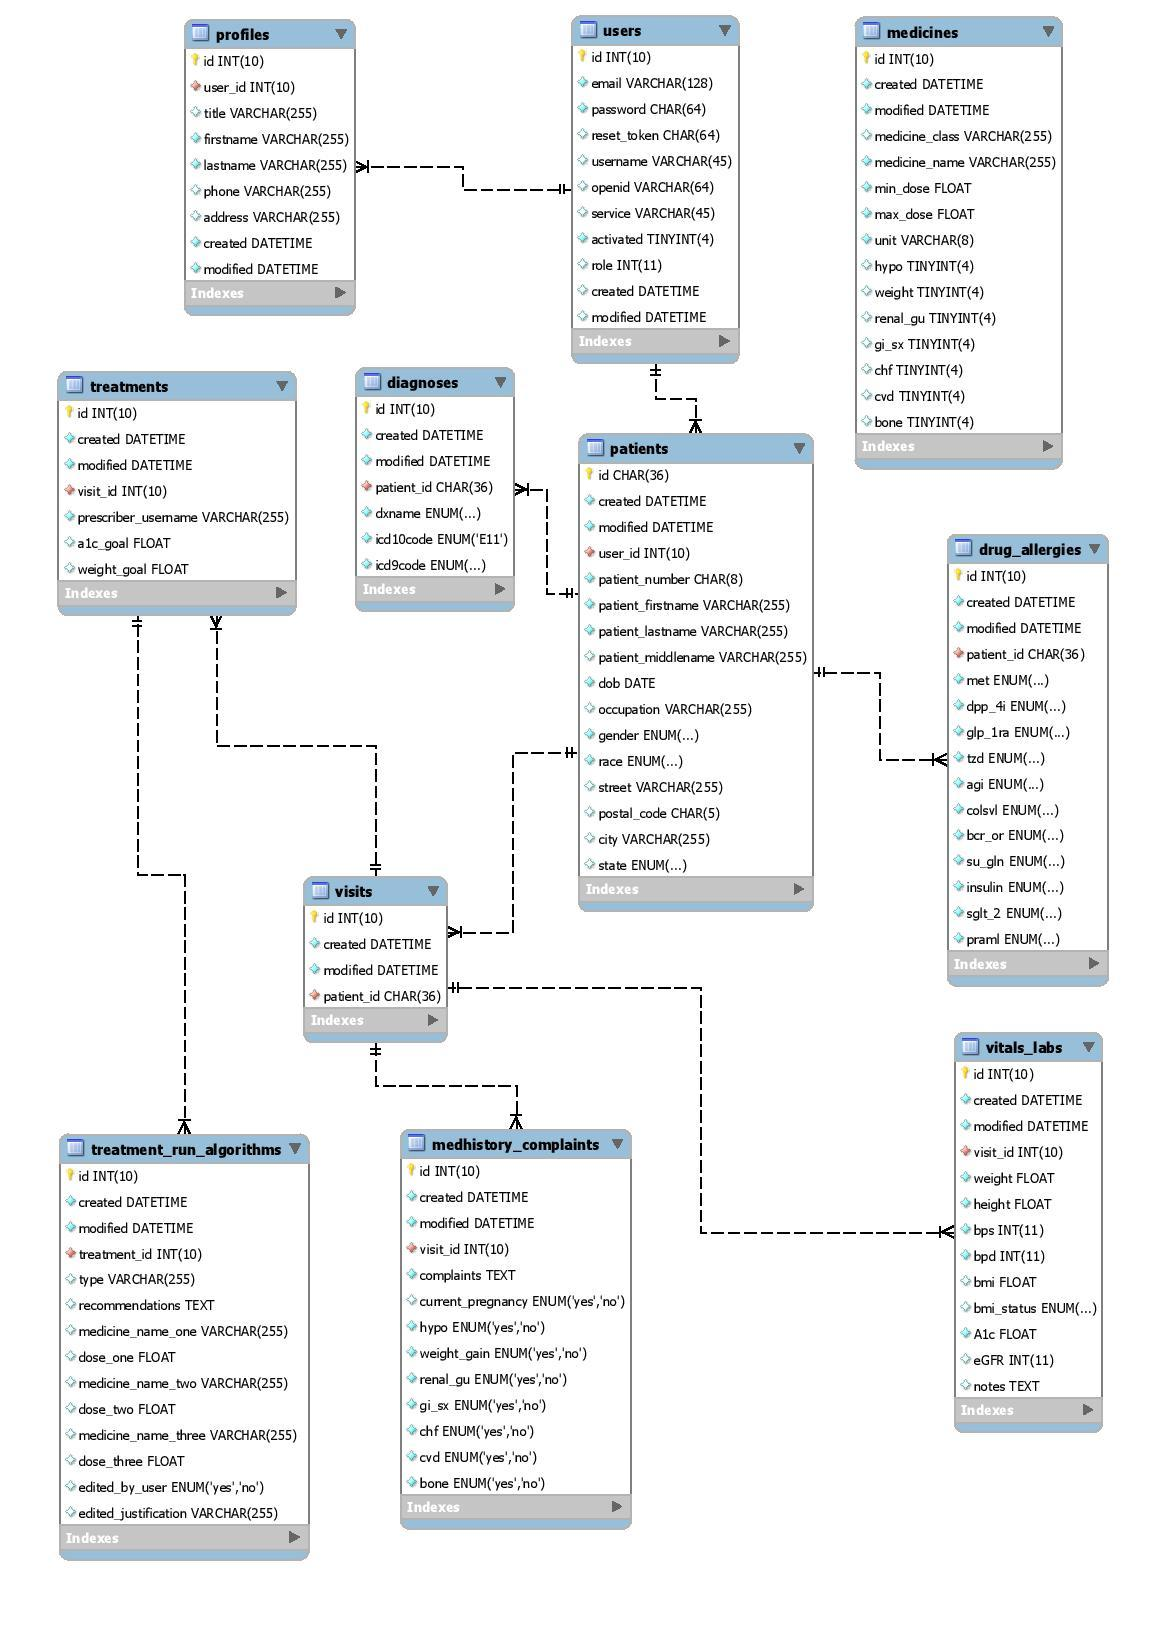 profiles
id INT(10)
user_id INT(10)
title VARCHAR(255)
firstname VARCHAR(255)
lastname VARCHAR(255)
phone VARCHAR(255)
address VARCHAR(255)
created DATETIME
modified DATETIME
Indexes
users
id INT(10)
email VARCHAR(128)
password CHAR(64)
reset_token CHAR(64)
username VARCHAR(45)
openid VARCHAR(64)
service VARCHAR(45)
activated TINYINT(4)
role INT(11)
created DATETIME
modified DATETIME
Indexes
medicines
id INT(10)
created DATETIME
modified DATETIME
medicine_class VARCHAR(255)
medicine_name VARCHAR(255)
min_dose FLOAT
max_dose FLOAT
unit VARCHAR(8)
hypo TINYINT(4)
weight TINYINT(4)
renal_gu TINYINT(4)
gi_sx TINYINT(4)
chf TINYINT(4)
cvd TINYINT(4)
bone TINYINT(4)
Indexes
treatments
id INT(10)
created DATETIME
modified DATETIME
visit_id INT(10)
prescriber_username VARCHAR(255)
a1c_goal FLOAT
weight_goal FLOAT
Indexes
diagnoses
id INT(10)
created DATETIME
modified DATETIME
patient_id CHAR(36)
dxname ENUM(...)
icd10code ENUM('E11')
icd9code ENUM(...)
Indexes
patients
id CHAR(36)
created DATETIME
modified DATETIME
user_id INT(10)
patient_number CHAR(8)
patient_firstname VARCHAR(255)
patient_lastname VARCHAR(255)
patient_middlename VARCHAR(255)
dob DATE
occupation VARCHAR(255)
gender ENUM(...)
race ENUM(...)
street VARCHAR(255)
postal_code CHAR(5)
city VARCHAR(255)
state ENUM(...)
Indexes
drug_allergies
id INT(10)
created DATETIME
modified DATETIME
patient_id CHAR(36)
met ENUM(...)
dpp_4i ENUM(...)
glp_1ra ENUM(...)
tzd ENUM(...)
agi ENUM(...)
colsvl ENUM(...)
bcr_or ENUM(...)
su_gln ENUM(...)
insulin ENUM(...)
sglt_2 ENUM(...)
praml ENUM(...)
Indexes
visits
id INT(10)
created DATETIME
modified DATETIME
patient_id CHAR(36)
Indexes
vitals_labs
id INT(10)
created DATETIME
modified DATETIME
visit_id INT(10)
weight FLOAT
height FLOAT
bps INT(11)
bpd INT(11)
bmi FLOAT
bmi_status ENUM(...)
A1c FLOAT
eGFR INT(11)
notes TEXT
Indexes
treatment_run_algorithms
id INT(10)
created DATETIME
modified DATETIME
treatment_id INT(10)
type VARCHAR(255)
recommendations TEXT
medicine_name_one VARCHAR(255)
dose_one FLOAT
medicine_name_two VARCHAR(255)
dose_two FLOAT
medicine_name_three VARCHAR(255)
dose_three FLOAT
edited_by_user ENUM('yes','no')
edited_justification VARCHAR(255)
Indexes
medhistory_complaints
id INT(10)
created DATETIME
modified DATETIME
visit_id INT(10)
complaints TEXT
current_pregnancy ENUM('yes','no')
hypo ENUM('yes','no')
weight_gain ENUM('yes','no')
renal_gu ENUM('yes','no')
gi_sx ENUM('yes','no')
chf ENUM('yes','no')
cvd ENUM('yes','no')
bone ENUM('yes','no')
Indexes